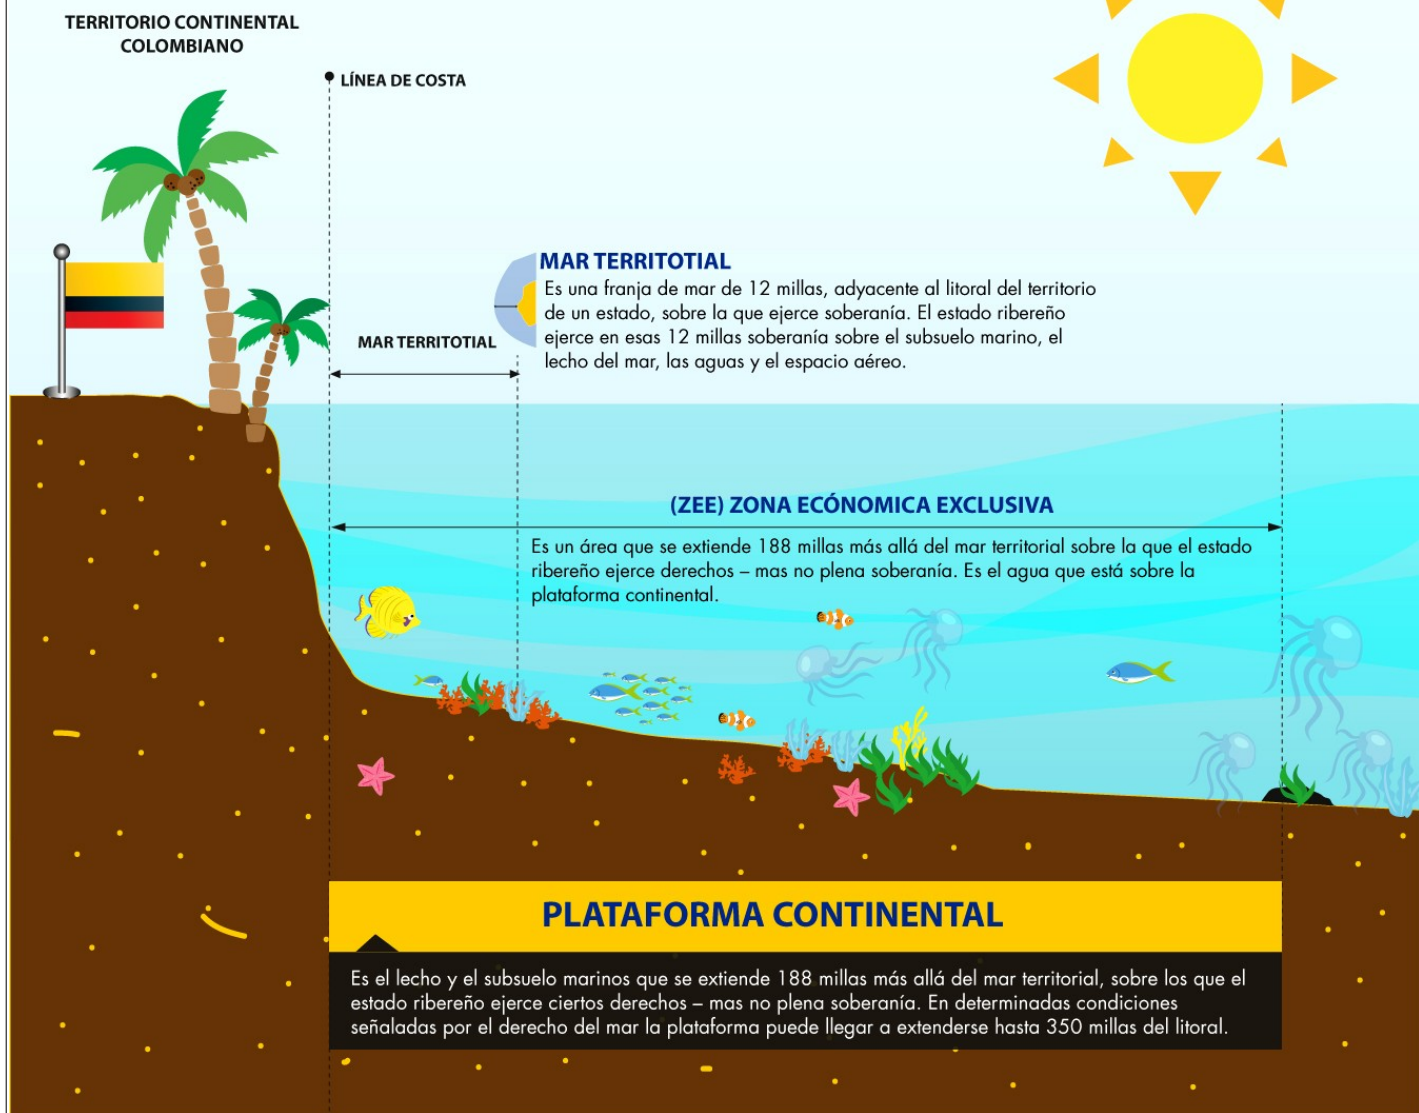 TERRITORIO CONTINENTAL
COLOMBIANO
LÍNEA DE COSTA
MAR TERRITOTIAL
Es una franja de mar de 12 millas, adyacente al litoral del territorio
de un estado, sobre la que ejerce soberanía. El estado ribereño
ejerce en esas 12 millas soberanía sobre el subsuelo marino, el
lecho del mar, las aguas y el espacio aéreo.
MAR TERRITOTIAL
(ZEE) ZONA ECÓNOMICA EXCLUSIVA
Es un área que se extiende 188 millas más allá del mar territorial sobre la que el estado
ribereño ejerce derechos – mas no plena soberanía. Es el agua que está sobre la
plataforma continental.
PLATAFORMA CONTINENTAL
Es el lecho y el subsuelo marinos que se extiende 188 millas más allá del mar territorial, sobre los que el
estado ribereño ejerce ciertos derechos – mas no plena soberanía. En determinadas condiciones
señaladas por el derecho del mar la plataforma puede llegar a extenderse hasta 350 millas del litoral.